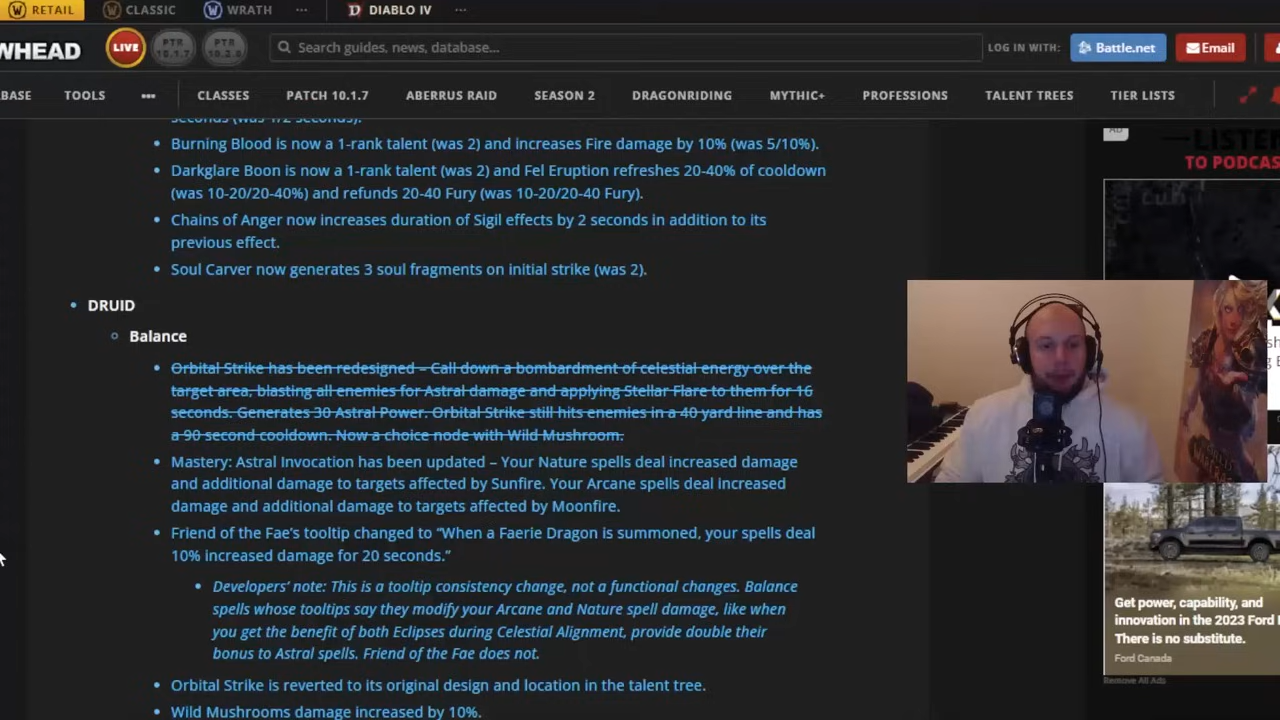 RETAIL CLASSIC WRATH ... DIABLO IV ...
WHEAD LIVE PTR 10.1.7 PTR Search guides, news, database... LOG IN WITH: Battle.net Email
BASE TOOLS ... CLASSES PATCH 10.1.7 ABERRUS RAID SEASON 2 DRAGONRIDING MYTHIC+ PROFESSIONS TALENT TREES TIER LISTS
• Burning Blood is now a 1-rank talent (was 2) and increases Fire damage by 10% (was 5/10%).
• Darkglare Boon is now a 1-rank talent (was 2) and Fel Eruption refreshes 20-40% of cooldown
(was 10-20/20-40%) and refunds 20-40 Fury (was 10-20/20-40 Fury).
• Chains of Anger now increases duration of Sigil effects by 2 seconds in addition to its
previous effect.
• Soul Carver now generates 3 soul fragments on initial strike (was 2).
• DRUID
Balance
• Orbital Strike has been redesigned – Call down a bombardment of celestial energy over the
target area, blasting all enemies for Astral damage and applying Stellar Flare to them for 16
seconds. Generates 30 Astral Power. Orbital Strike still hits enemies in a 40 yard line and has
a 90 second cooldown. Now a choice node with Wild Mushroom.
• Mastery: Astral Invocation has been updated – Your Nature spells deal increased damage
and additional damage to targets affected by Sunfire. Your Arcane spells deal increased
damage and additional damage to targets affected by Moonfire.
• Friend of the Fae's tooltip changed to “When a Faerie Dragon is summoned, your spells deal
10% increased damage for 20 seconds.”
• Developers' note: This is a tooltip consistency change, not a functional changes. Balance
spells whose tooltips say they modify your Arcane and Nature spell damage, like when
you get the benefit of both Eclipses during Celestial Alignment, provide double their
bonus to Astral spells. Friend of the Fae does not.
• Orbital Strike is reverted to its original design and location in the talent tree.
• Wild Mushrooms damage increased by 10%.
AD
LISTEN
TO PODCAS
Get power, capability, and
innovation in the 2023 Ford
There is no substitute.
Ford Canada
Remove All Ads